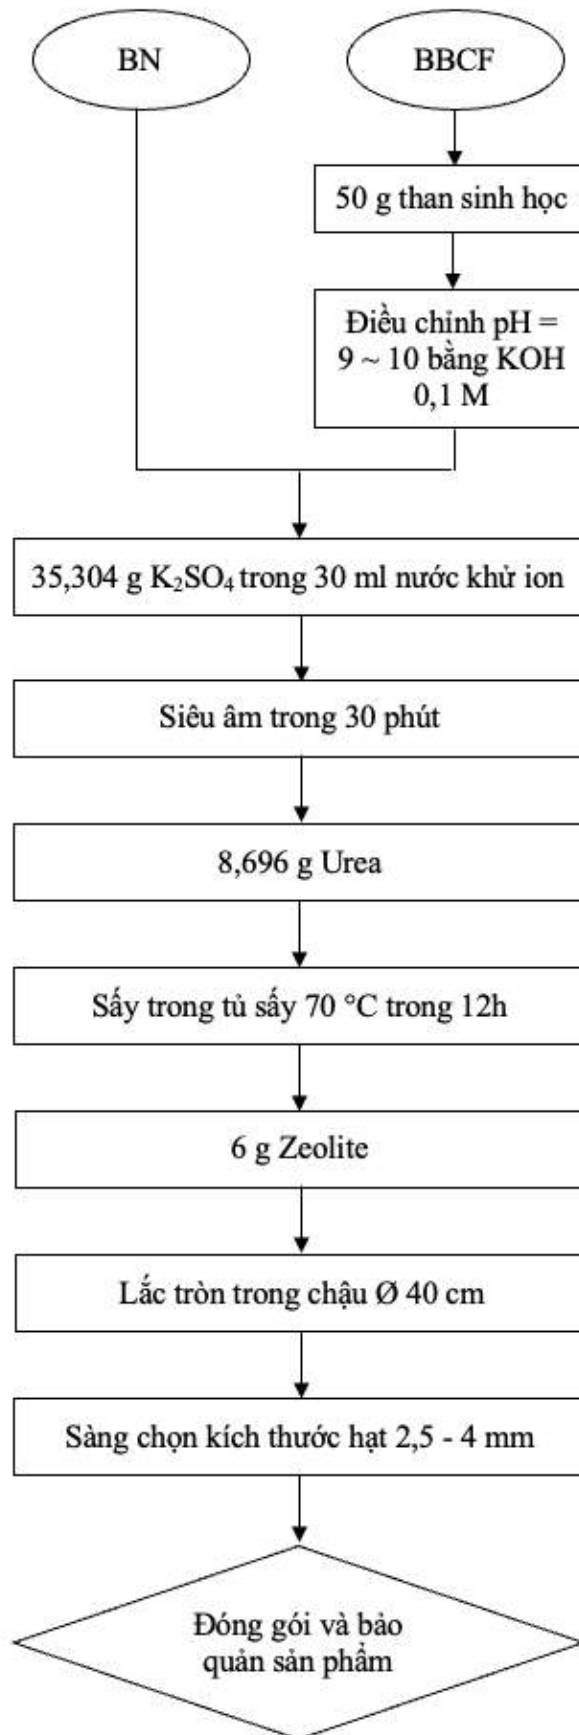 BN
BBCF
50 g than sinh học
Điều chỉnh pH =
9 ~ 10 bằng KOH
0,1 M
35,304 g K₂SO₄ trong 30 ml nước khử ion
Siêu âm trong 30 phút
8,696 g Urea
Sấy trong tủ sấy 70 °C trong 12h
6 g Zeolite
Lắc tròn trong chậu Ø 40 cm
Sàng chọn kích thước hạt 2,5 - 4 mm
Đóng gói và bảo
quản sản phẩm